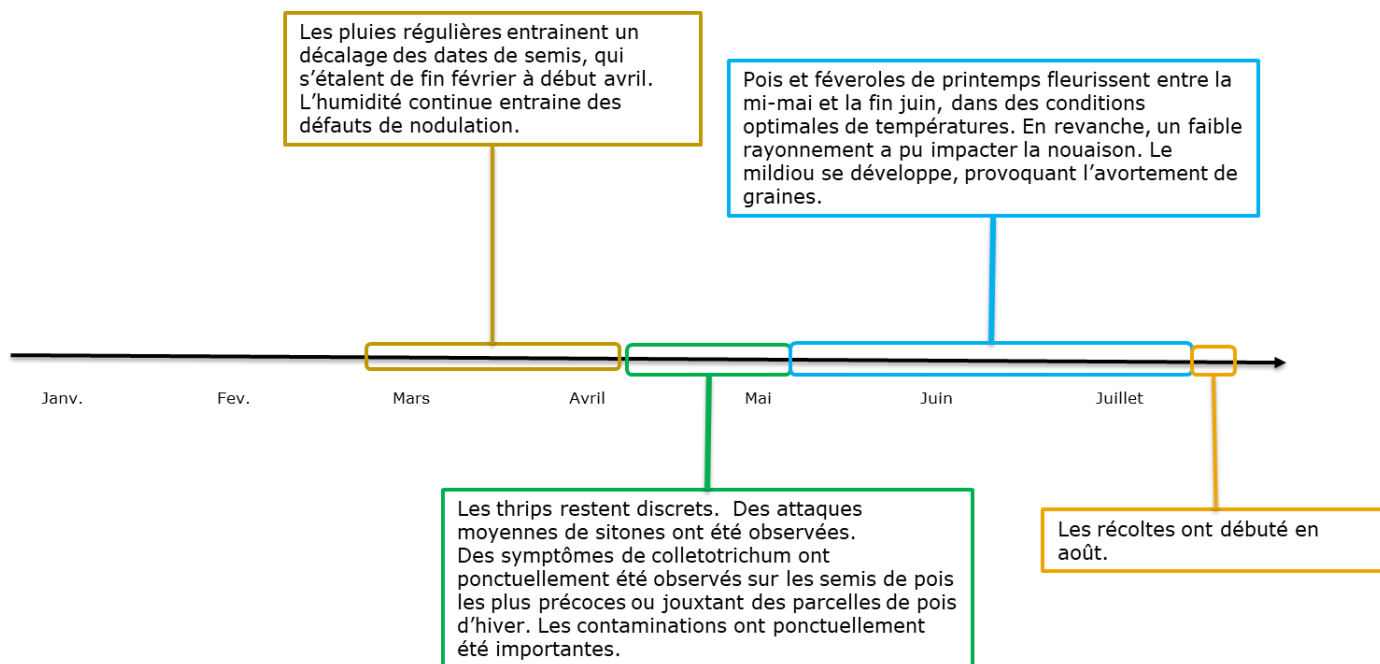 Les pluies régulières entrainent un
décalage des dates de semis, qui
s’étalent de fin février à début avril.
L’humidité continue entraine des
défauts de nodulation.
Pois et féveroles de printemps fleurissent entre la
mi-mai et la fin juin, dans des conditions
optimales de températures. En revanche, un faible
rayonnement a pu impacter la nouaison. Le
mildiou se développe, provoquant l’avortement de
graines.
Janv.
Fev.
Mars
Avril
Mai
Juin
Juillet
Les thrips restent discrets.  Des attaques
moyennes de sitones ont été observées.
Des symptômes de colletotrichum ont
ponctuellement été observés sur les semis de pois
les plus précoces ou jouxtant des parcelles de pois
d’hiver. Les contaminations ont ponctuellement
été importantes.
Les récoltes ont débuté en
août.